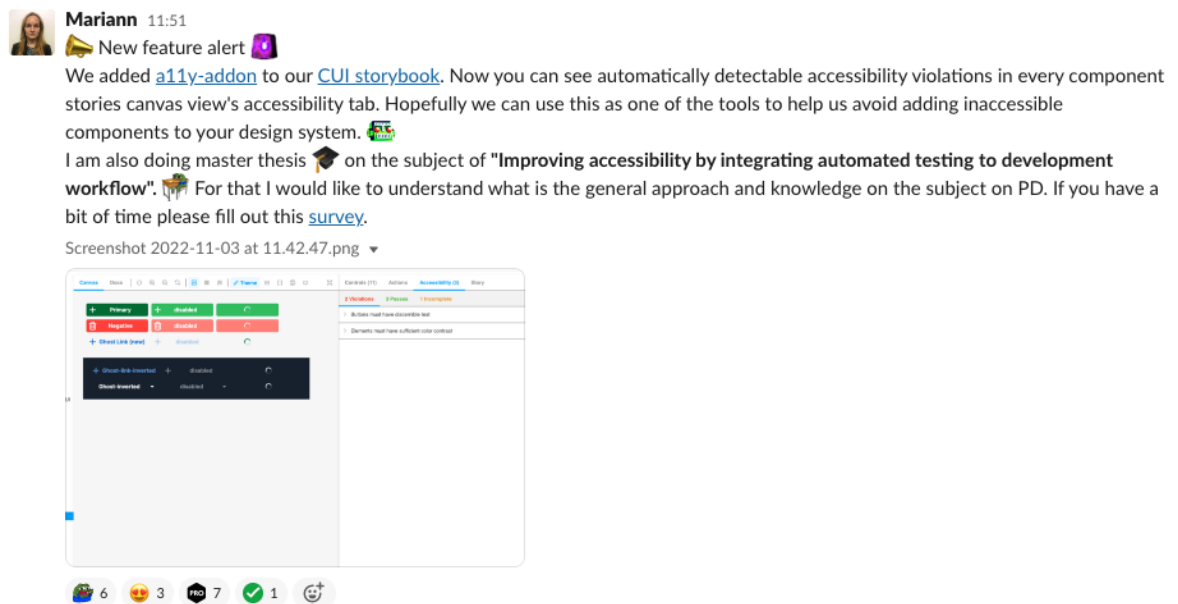 Mariann 11:51
New feature alert
We added a11y-addon to our CUI storybook. Now you can see automatically detectable accessibility violations in every component
stories canvas view's accessibility tab. Hopefully we can use this as one of the tools to help us avoid adding inaccessible
components to your design system.
I am also doing master thesis on the subject of "Improving accessibility by integrating automated testing to development
workflow". For that I would like to understand what is the general approach and knowledge on the subject on PD. If you have a
bit of time please fill out this survey.
Screenshot 2022-11-03 at 11.42.47.png
Canvas Docs Theme Controls (11) Actions Accessibility (3) Story
2 Violations 5 Passes 1 Incomplete
Primary disabled
Buttons must have discernible text
Negative disabled
Elements must have sufficient color contrast
Ghost Link (new) disabled
Ghost-link-inverted disabled
Ghost-inverted disabled
6 3 PRO 7 1